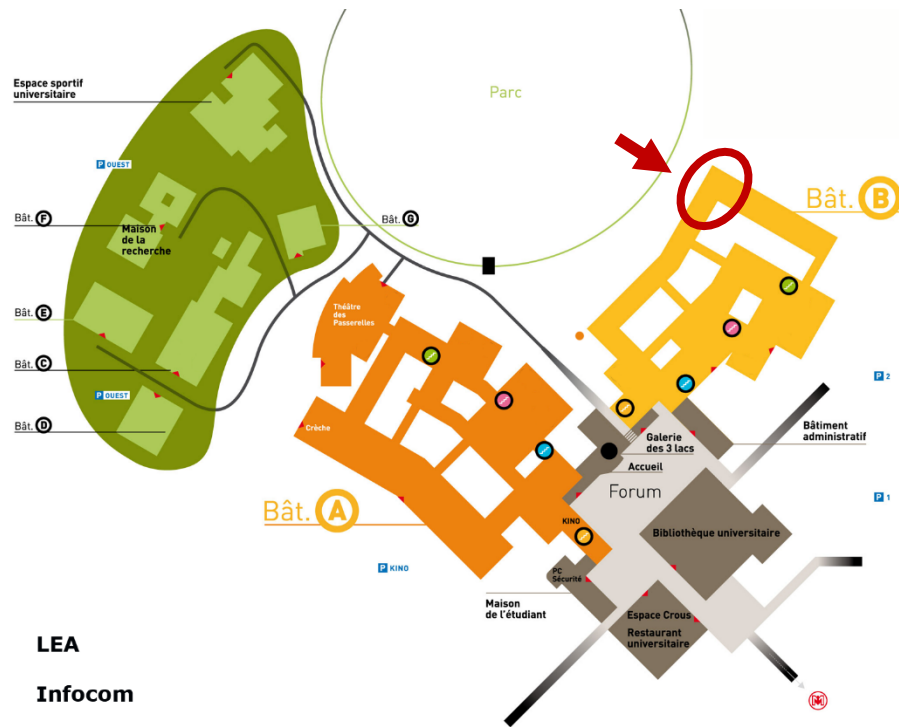 Parc
Espace sportif
universitaire
P OUEST
Bât. B
Bât. F
Maison
de la
recherche
Bât. G
Théâtre
des
Passerelles
Bât. E
Bât. C
P 2
P OUEST
Bât. D
Crèche
Galerie
des 3 lacs
Bâtiment
administratif
Accueil
Forum
Bât. A
P 1
KINO
Bibliothèque universitaire
P KINO
PC
Sécurité
Maison
de l'étudiant
Espace Crous
Restaurant
universitaire
LEA
Infocom
M